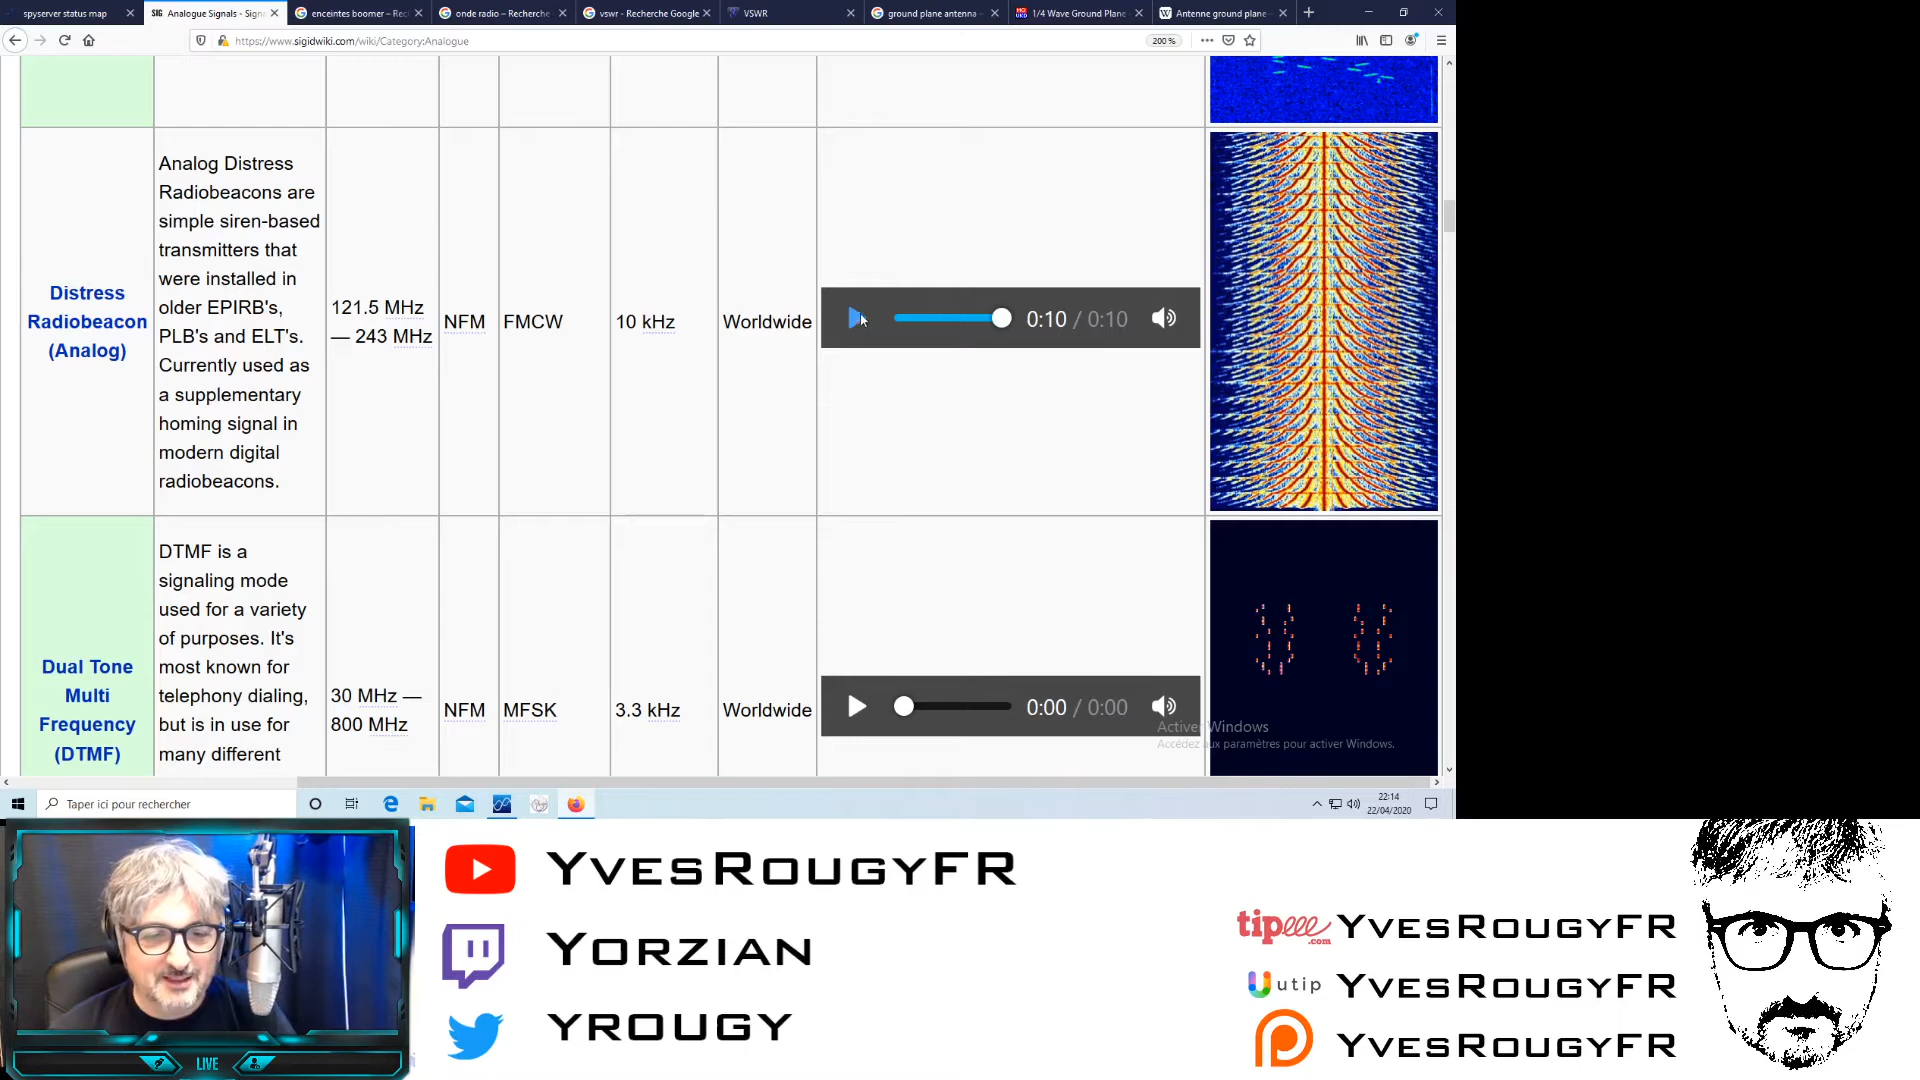 spyserver status map
SIG Analogue Signals - Signa
enceintes boomer – Rec
onde radio – Recherche
vswr - Recherche Google
VSWR
ground plane antenna –
1/4 Wave Ground Plane
Antenne ground plane —
https://www.sigidwiki.com/wiki/Category:Analogue
200 %
Distress
Radiobeacon
(Analog)
Analog Distress
Radiobeacons are
simple siren-based
transmitters that
were installed in
older EPIRB's,
PLB's and ELT's.
Currently used as
a supplementary
homing signal in
modern digital
radiobeacons.
121.5 MHz
— 243 MHz
NFM
FMCW
10 kHz
Worldwide
0:10 / 0:10
Dual Tone
Multi
Frequency
(DTMF)
DTMF is a
signaling mode
used for a variety
of purposes. It's
most known for
telephony dialing,
but is in use for
many different
30 MHz —
800 MHz
NFM
MFSK
3.3 kHz
Worldwide
0:00 / 0:00
Activer Windows
Accédez aux paramètres pour activer Windows.
Taper ici pour rechercher
22:14
22/04/2020
LIVE
YvesRougyFR
Yorzian
YROUGY
tipeee.com YvesRougyFR
utip YvesRougyFR
YvesRougyFR